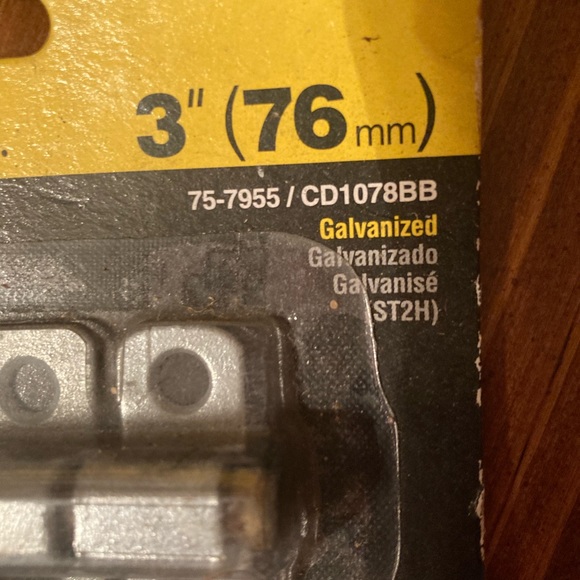 3" (76 mm)
75-7955 / CD1078BB
Galvanized
Galvanizado
Galvanisé
(ST2H)